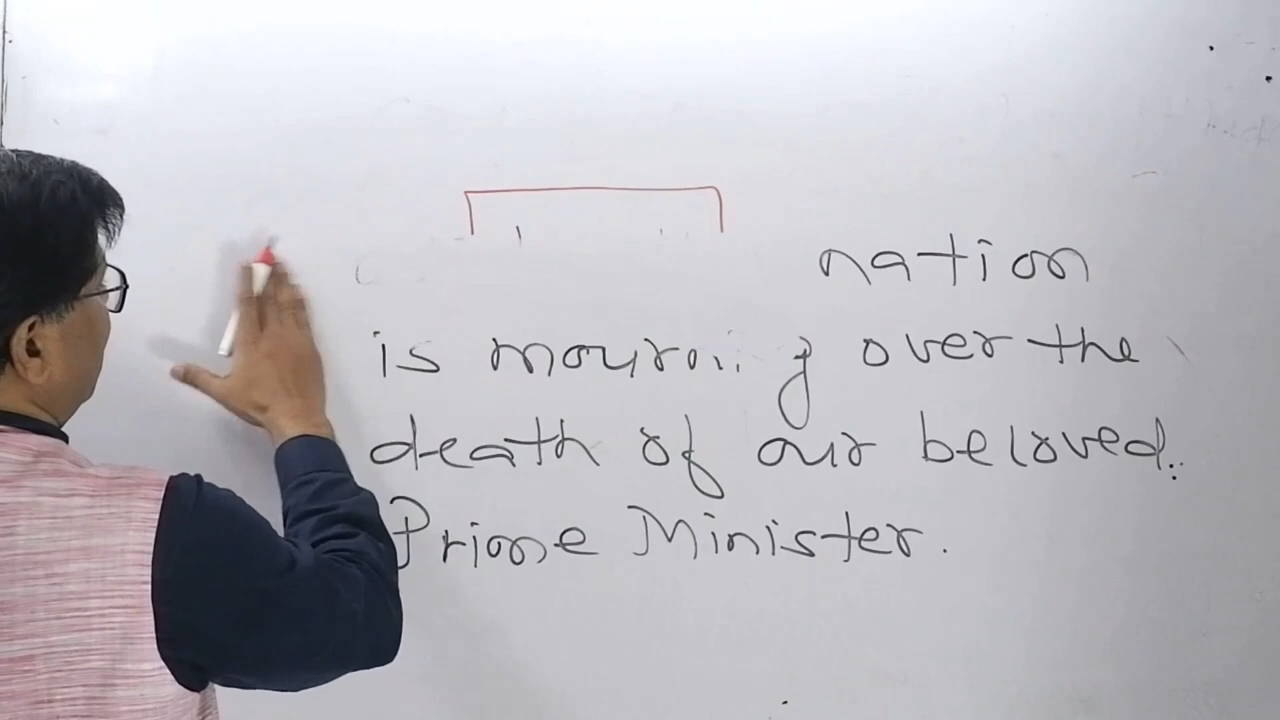 nation
is mourning over the
death of our beloved
Prime Minister.